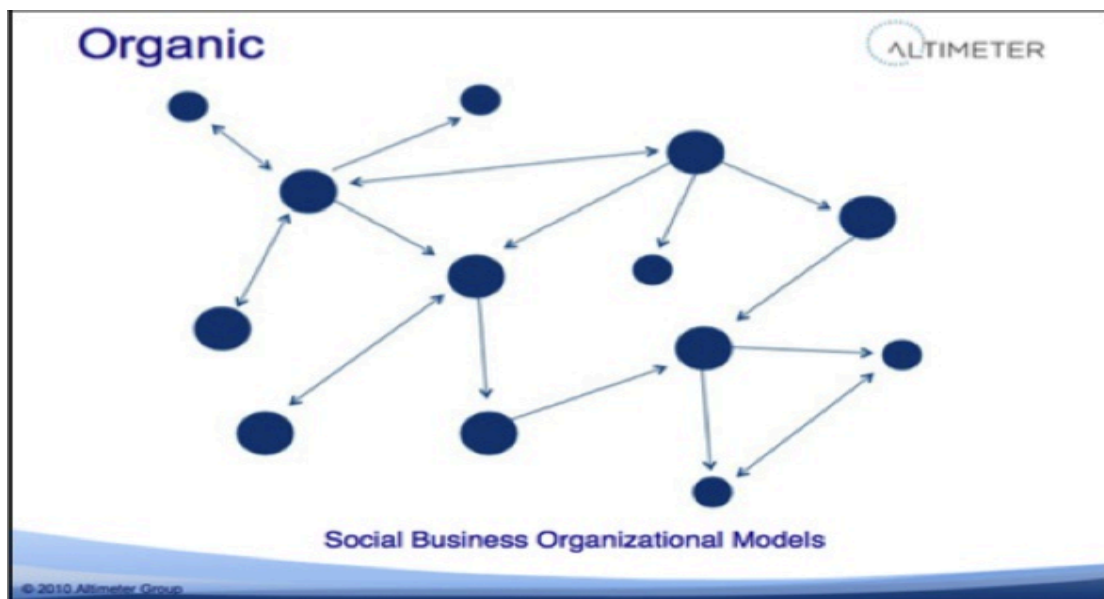 Organic
ALTIMETER
Social Business Organizational Models
© 2010 Altimeter Group